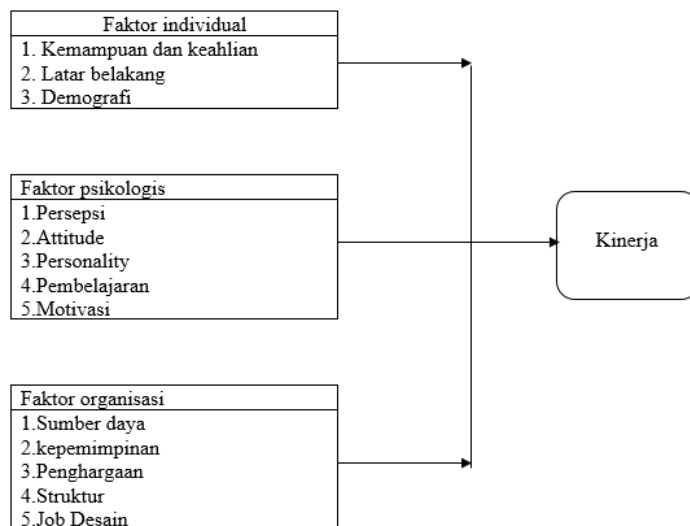 Faktor individual
1. Kemampuan dan keahlian
2. Latar belakang
3. Demografi
Faktor psikologis
1.Persepsi
2.Attitude
3.Personality
4.Pembelajaran
5.Motivasi
Kinerja
Faktor organisasi
1.Sumber daya
2.kepemimpinan
3.Penghargaan
4.Struktur
5.Job Desain